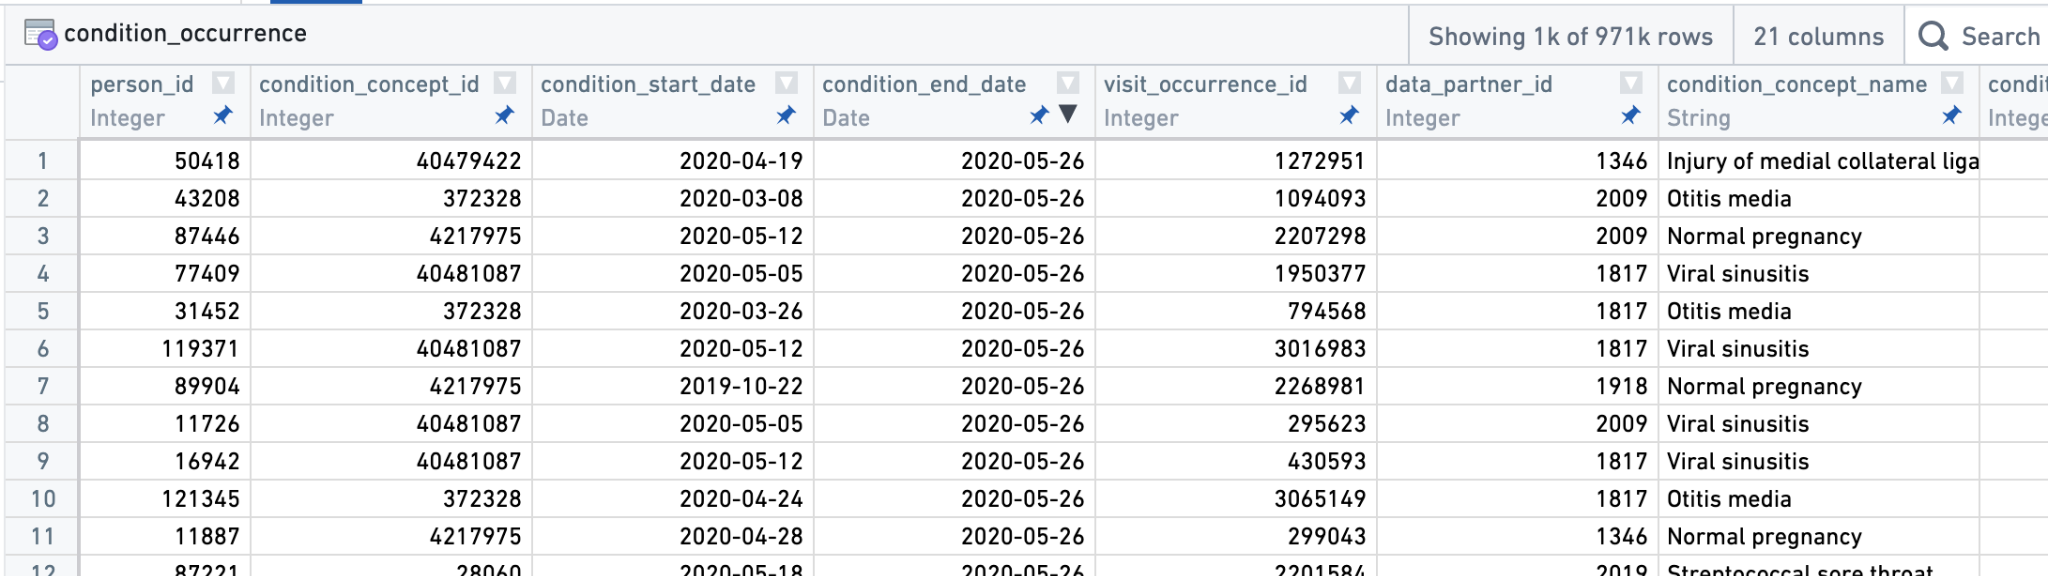 condition_occurrence Showing 1k of 971k rows 21 columns Search
person_id condition_concept_id condition_start_date condition_end_date visit_occurrence_id data_partner_id condition_concept_name condit
Integer Integer Date Date Integer Integer String Intege
1 50418 40479422 2020-04-19 2020-05-26 1272951 1346 Injury of medial collateral liga
2 43208 372328 2020-03-08 2020-05-26 1094093 2009 Otitis media
3 87446 4217975 2020-05-12 2020-05-26 2207298 2009 Normal pregnancy
4 77409 40481087 2020-05-05 2020-05-26 1950377 1817 Viral sinusitis
5 31452 372328 2020-03-26 2020-05-26 794568 1817 Otitis media
6 119371 40481087 2020-05-12 2020-05-26 3016983 1817 Viral sinusitis
7 89904 4217975 2019-10-22 2020-05-26 2268981 1918 Normal pregnancy
8 11726 40481087 2020-05-05 2020-05-26 295623 2009 Viral sinusitis
9 16942 40481087 2020-05-12 2020-05-26 430593 1817 Viral sinusitis
10 121345 372328 2020-04-24 2020-05-26 3065149 1817 Otitis media
11 11887 4217975 2020-04-28 2020-05-26 299043 1346 Normal pregnancy
12 87221 28060 2020-05-18 2020-05-26 2201584 2019 Streptococcal sore throat